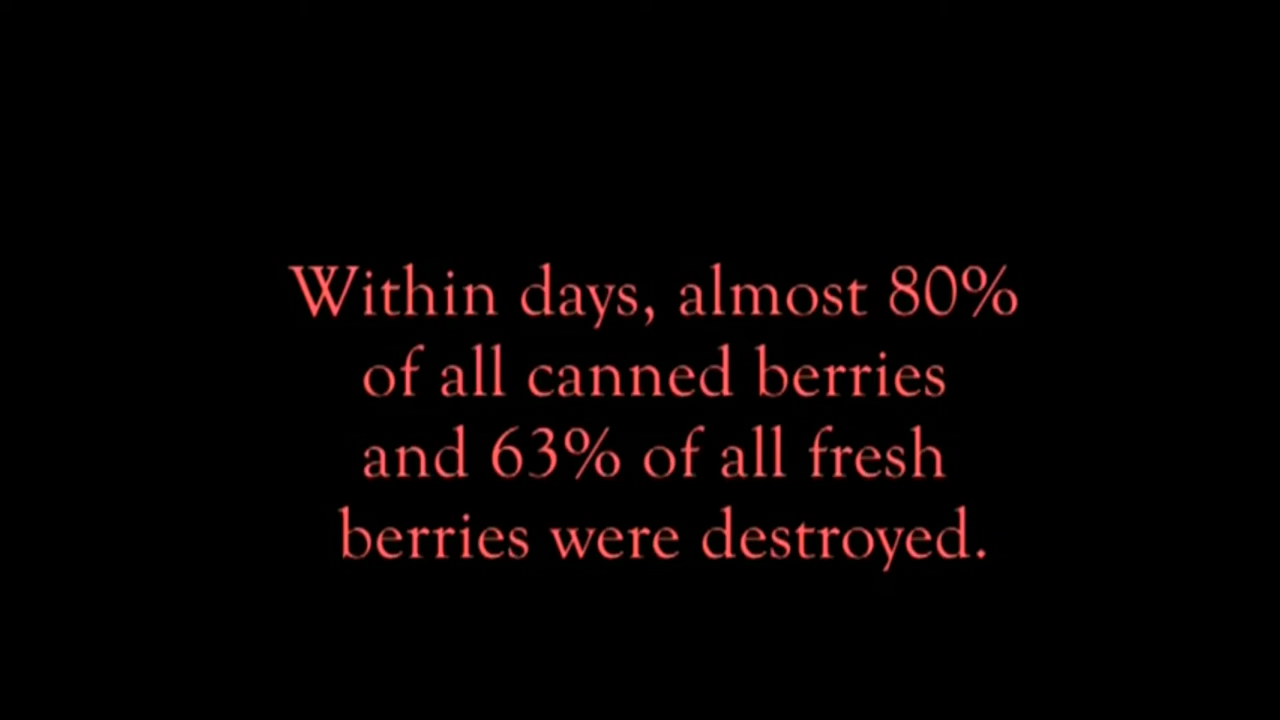 Within days, almost 80%
of all canned berries
and 63% of all fresh
berries were destroyed.